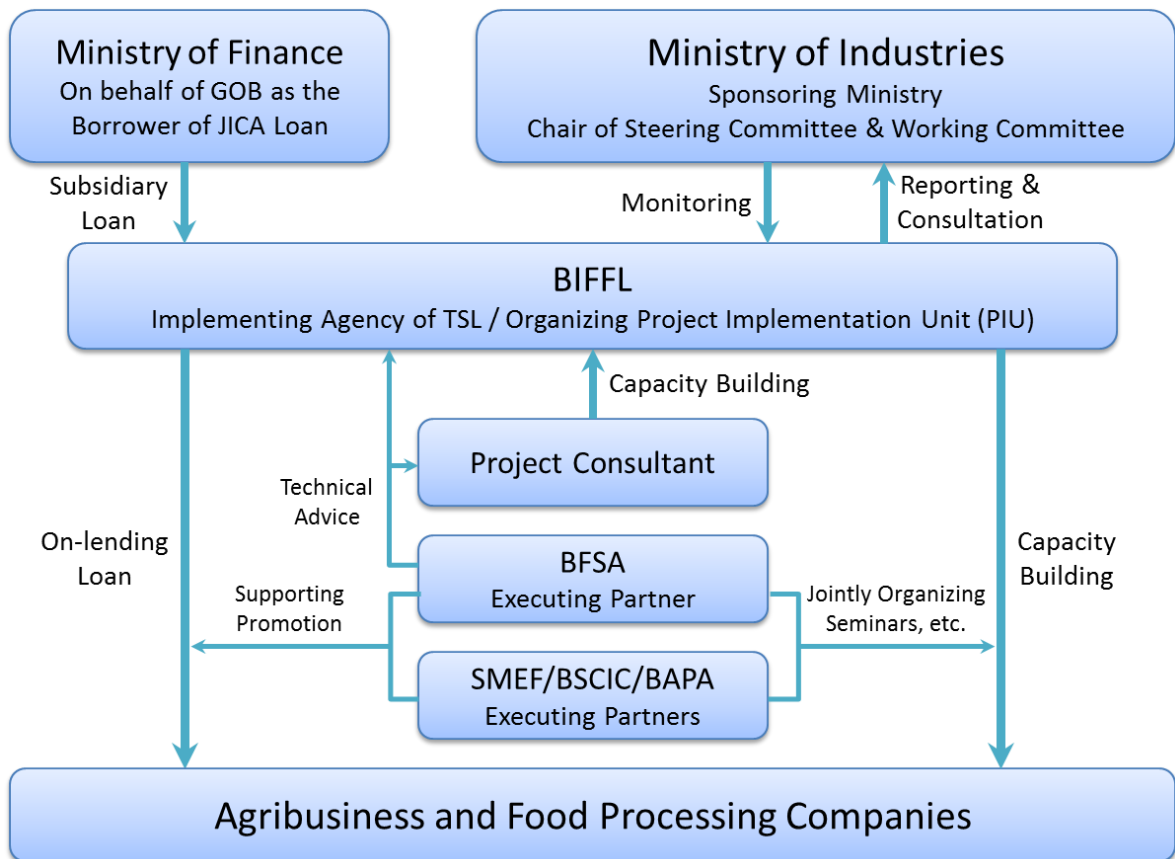 Ministry of Finance
On behalf of GOB as the
Borrower of JICA Loan
Ministry of Industries
Sponsoring Ministry
Chair of Steering Committee & Working Committee
Subsidiary
Loan
Monitoring
Reporting &
Consultation
BIFFL
Implementing Agency of TSL / Organizing Project Implementation Unit (PIU)
Capacity Building
Project Consultant
Technical
Advice
On-lending
Loan
BFSA
Executing Partner
Capacity
Building
Supporting
Promotion
Jointly Organizing
Seminars, etc.
SMEF/BSCIC/BAPA
Executing Partners
Agribusiness and Food Processing Companies